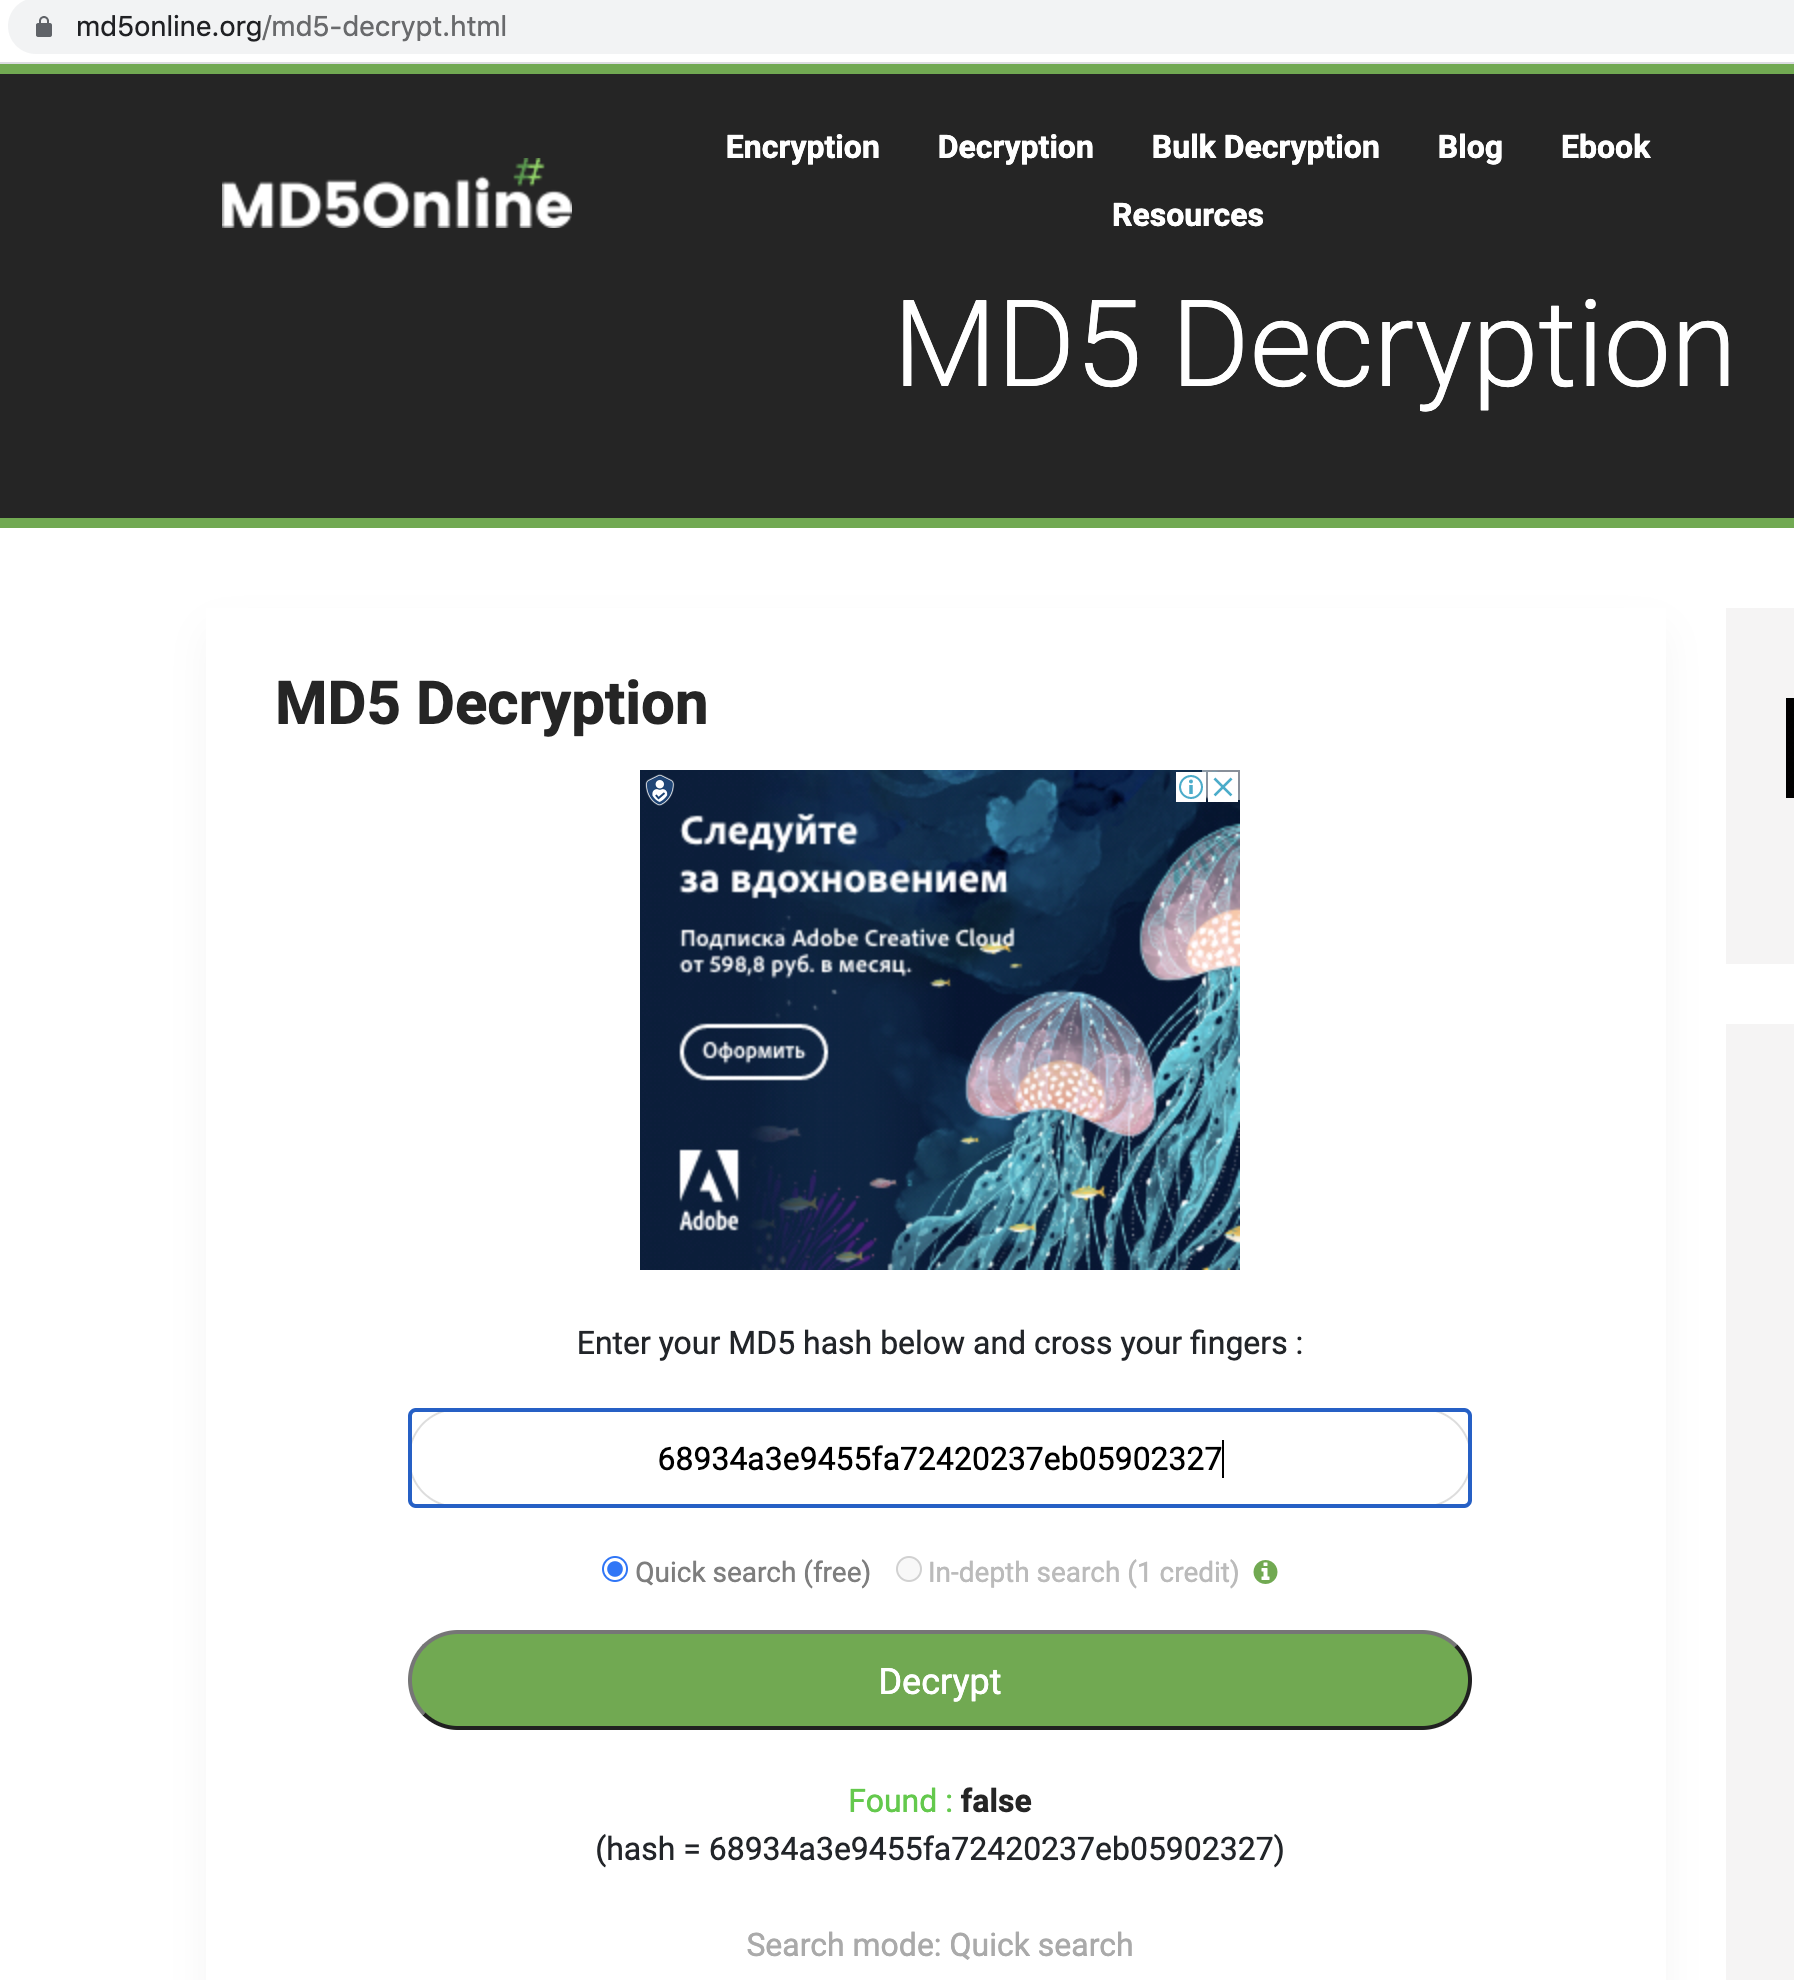 md5online.org/md5-decrypt.html
MD5Online
#
Encryption Decryption Bulk Decryption Blog Ebook
Resources
MD5 Decryption
MD5 Decryption
Следуйте
за вдохновением
Подписка Adobe Creative Cloud
от 598,8 руб. в месяц.
Оформить
Adobe
Enter your MD5 hash below and cross your fingers :
68934a3e9455fa72420237eb05902327
Quick search (free) In-depth search (1 credit)
Decrypt
Found : false
(hash = 68934a3e9455fa72420237eb05902327)
Search mode: Quick search